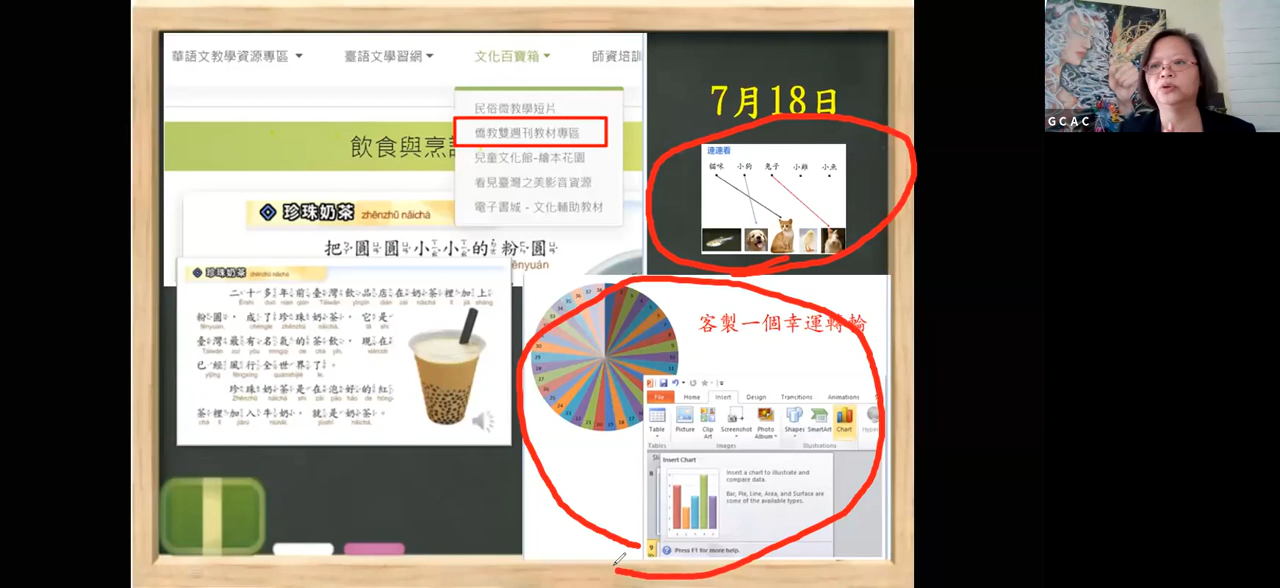 華語文教學資源專區
臺語文學習網
文化百寶箱
師資培訓
民俗微教學短片
僑教雙週刊教材專區
兒童文化館-繪本花園
看見臺灣之美影音資源
電子書城 - 文化輔助教材
飲食與烹
珍珠奶茶 zhēnzhū nǎichá
把圓圓小小的粉圓
ēnyuán
珍珠奶茶 zhēnzhū nǎichá
二十多年前臺灣飲品店在奶茶裡加上
粉圓，成了珍珠奶茶，它是
臺灣最有名氣的茶飲，現在
已經風行全世界了。
珍珠奶茶是在泡好的紅
茶裡加入牛奶，就是奶茶。
7月18日
連連看
貓咪 小狗 兔子 小雞 小魚
客製一個幸運轉輪
File Home Insert Design Transitions Animations
Table Picture Clip Art Screenshot Photo Album Shapes SmartArt Chart
Tables Images Illustrations
Insert Chart
Insert a chart to illustrate and
compare data.
Bar, Pie, Line, Area, and Surface are
some of the available types.
Press F1 for more help.
9
GCAC